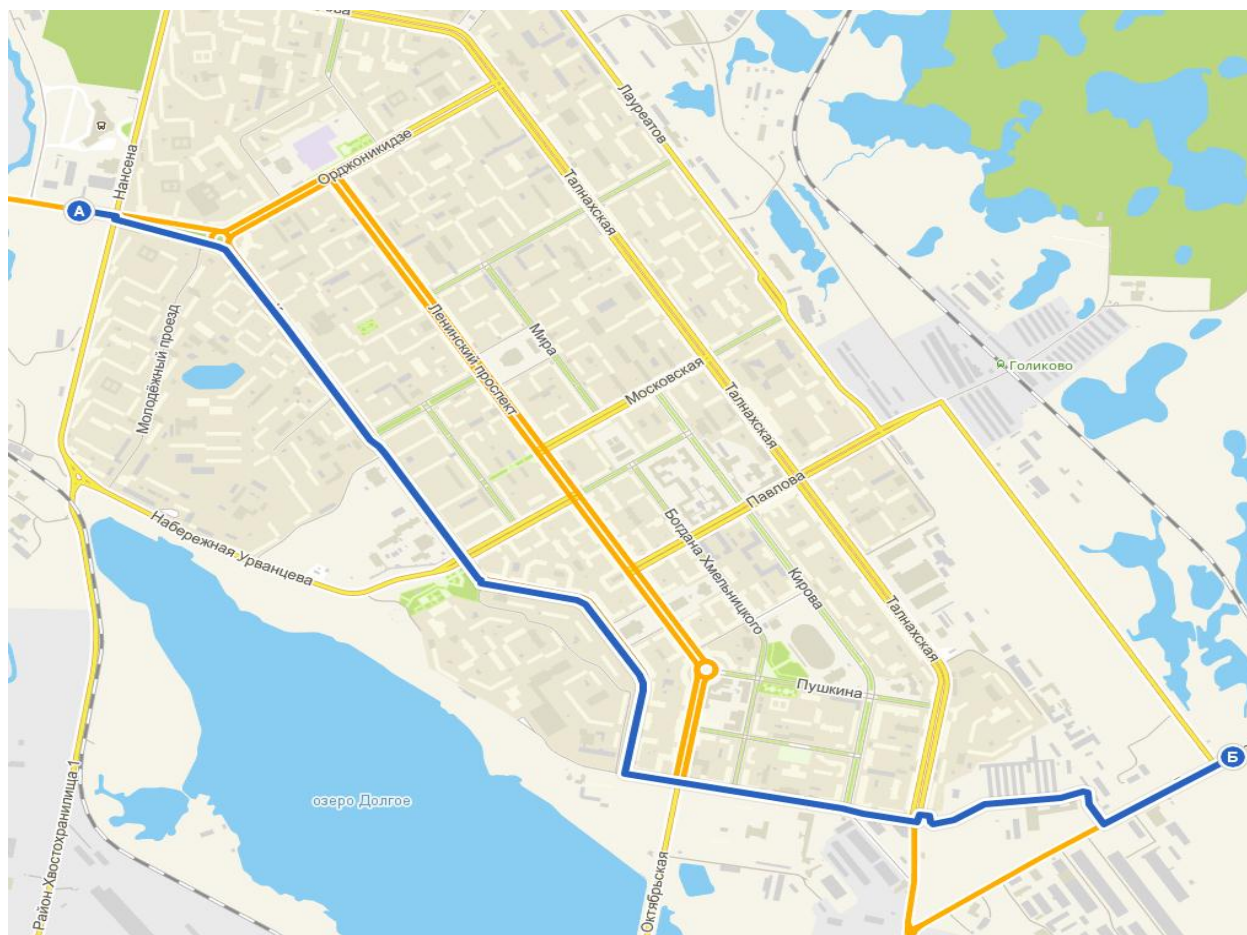 Лауреатов
Нансена
Орджоникидзе
А
Талнахская
Молодёжный проезд
Ленинский проспект
Мира
Голиково
Московская
Талнахская
Павлова
Набережная Урванцева
Богдана Хмельницкого
Кирова
Талнахская
Пушкина
Б
Район Хвостохранилища 1
озеро Долгое
Октябрьская